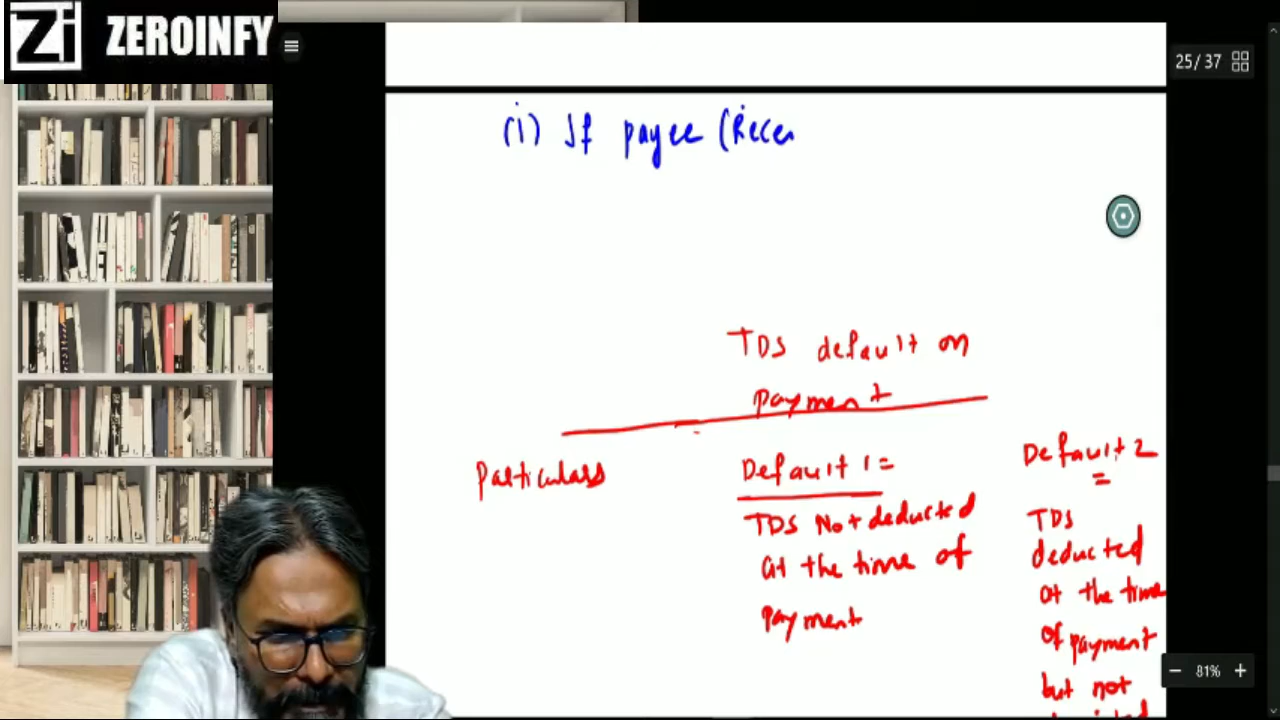 Zi ZEROINFY
25/ 37
(i) If payee (Rece
TDS default on
payment
Particulars
Default 1 =
TDS Not deducted
at the time of
payment
Default 2
=
TDS
deducted
at the time
of payment
but not
81%